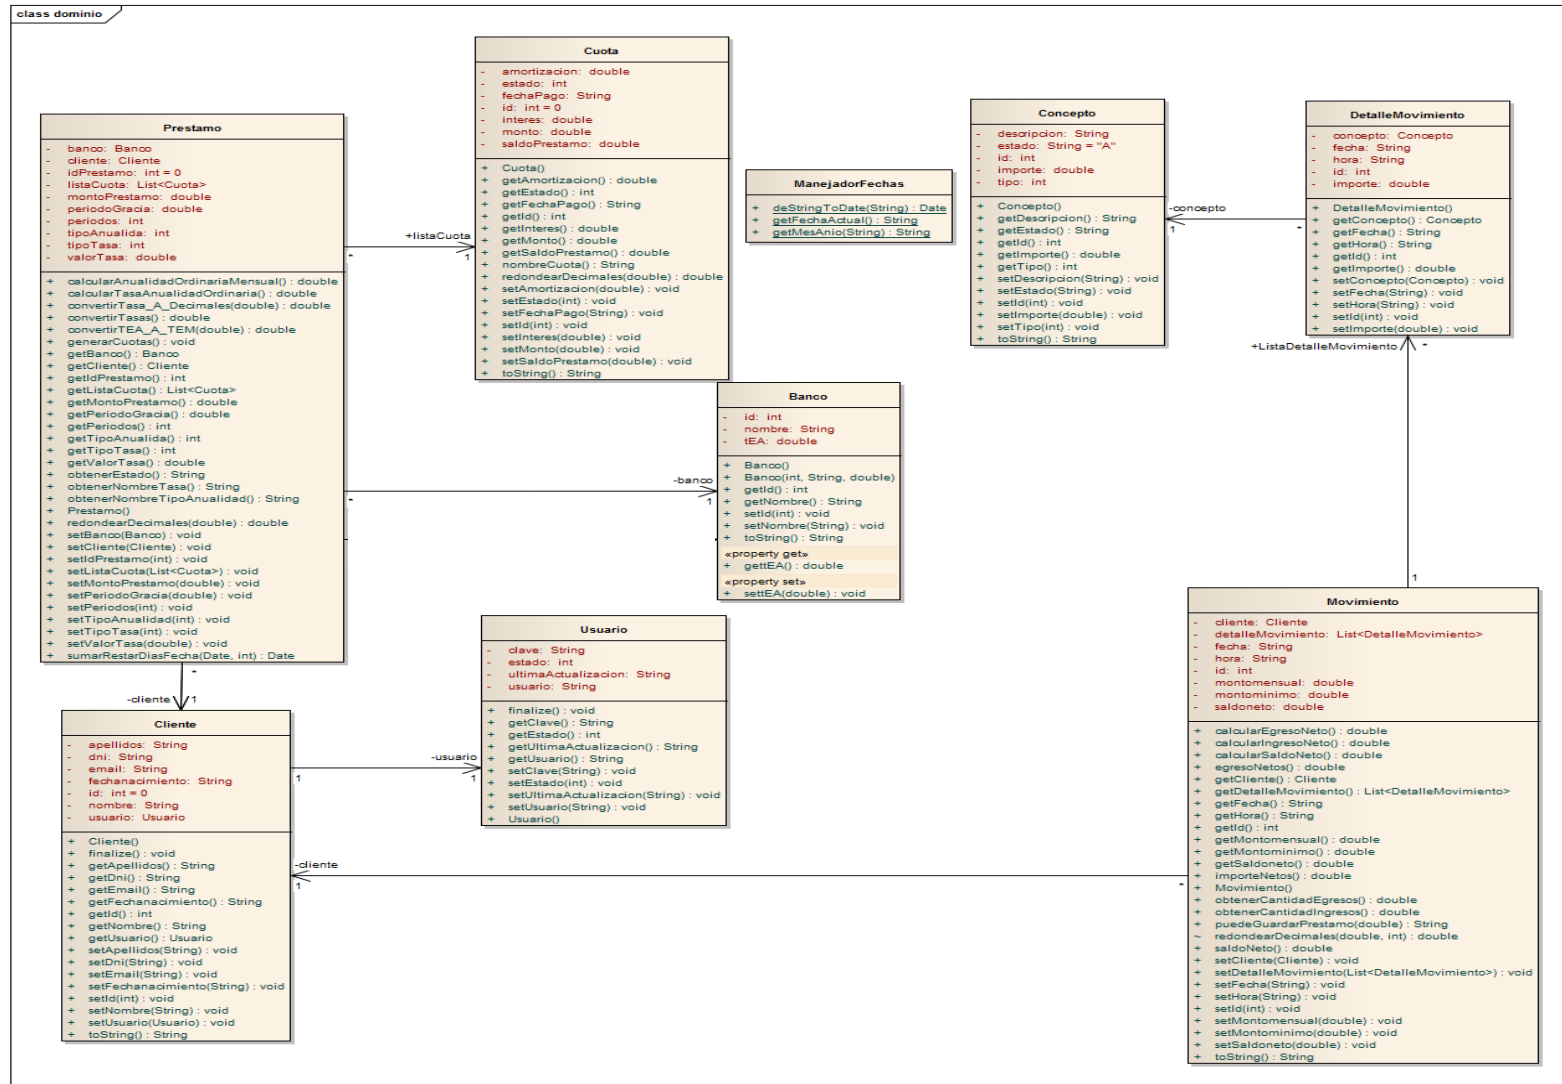 class dominio
Cuota
- amortizacion: double
- estado: int
- fechaPago: String
- id: int = 0
- interes: double
- monto: double
- saldoPrestamo: double
+ Cuota()
+ getAmortizacion() : double
+ getEstado() : int
+ getFechaPago() : String
+ getId() : int
+ getInteres() : double
+ getMonto() : double
+ getSaldoPrestamo() : double
+ nombreCuota() : String
+ redondearDecimales(double) : double
+ setAmortizacion(double) : void
+ setEstado(int) : void
+ setFechaPago(String) : void
+ setId(int) : void
+ setInteres(double) : void
+ setMonto(double) : void
+ setSaldoPrestamo(double) : void
+ toString() : String
Prestamo
- banco: Banco
- cliente: Cliente
- idPrestamo: int = 0
- listaCuota: List<Cuota>
- montoPrestamo: double
- periodoGracia: double
- periodos: int
- tipoAnualida: int
- tipoTasa: int
- valorTasa: double
+ calcularAnualidadOrdinariaMensual() : double
+ calcularTasaAnualidadOrdinaria() : double
+ convertirTasa_A_Decimales(double) : double
+ convertirTasas() : double
+ convertirTEA_A_TEM(double) : double
+ generarCuotas() : void
+ getBanco() : Banco
+ getCliente() : Cliente
+ getIdPrestamo() : int
+ getListaCuota() : List<Cuota>
+ getMontoPrestamo() : double
+ getPeriodoGracia() : double
+ getPeriodos() : int
+ getTipoAnualida() : int
+ getTipoTasa() : int
+ getValorTasa() : double
+ obtenerEstado() : String
+ obtenerNombreTasa() : String
+ obtenerNombreTipoAnualidad() : String
+ Prestamo()
+ redondearDecimales(double) : double
+ setBanco(Banco) : void
+ setCliente(Cliente) : void
+ setIdPrestamo(int) : void
+ setListaCuota(List<Cuota>) : void
+ setMontoPrestamo(double) : void
+ setPeriodoGracia(double) : void
+ setPeriodos(int) : void
+ setTipoAnualidad(int) : void
+ setTipoTasa(int) : void
+ setValorTasa(double) : void
+ sumarRestarDiasFecha(Date, int) : Date
+listaCuota
* 1
ManejadorFechas
+ deStringToDate(String) : Date
+ getFechaActual() : String
+ getMesAnio(String) : String
Concepto
- descripcion: String
- estado: String = "A"
- id: int
- importe: double
- tipo: int
+ Concepto()
+ getDescripcion() : String
+ getEstado() : String
+ getId() : int
+ getImporte() : double
+ getTipo() : int
+ setDescripcion(String) : void
+ setEstado(String) : void
+ setId(int) : void
+ setImporte(double) : void
+ setTipo(int) : void
+ toString() : String
-concepto
1 *
DetalleMovimiento
- concepto: Concepto
- fecha: String
- hora: String
- id: int
- importe: double
+ DetalleMovimiento()
+ getConcepto() : Concepto
+ getFecha() : String
+ getHora() : String
+ getId() : int
+ getImporte() : double
+ setConcepto(Concepto) : void
+ setFecha(String) : void
+ setHora(String) : void
+ setId(int) : void
+ setImporte(double) : void
+ListaDetalleMovimiento *
1
Banco
- id: int
- nombre: String
- tEA: double
+ Banco()
+ Banco(int, String, double)
+ getId() : int
+ getNombre() : String
+ setId(int) : void
+ setNombre(String) : void
+ toString() : String
«property get»
+ gettEA() : double
«property set»
+ settEA(double) : void
-banco
* 1
*
-cliente 1
Usuario
- clave: String
- estado: int
- ultimaActualizacion: String
- usuario: String
+ finalize() : void
+ getClave() : String
+ getEstado() : int
+ getUltimaActualizacion() : String
+ getUsuario() : String
+ setClave(String) : void
+ setEstado(int) : void
+ setUltimaActualizacion(String) : void
+ setUsuario(String) : void
+ Usuario()
-usuario
1 1
Cliente
- apellidos: String
- dni: String
- email: String
- fechanacimiento: String
- id: int = 0
- nombre: String
- usuario: Usuario
+ Cliente()
+ finalize() : void
+ getApellidos() : String
+ getDni() : String
+ getEmail() : String
+ getFechanacimiento() : String
+ getId() : int
+ getNombre() : String
+ getUsuario() : Usuario
+ setApellidos(String) : void
+ setDni(String) : void
+ setEmail(String) : void
+ setFechanacimiento(String) : void
+ setId(int) : void
+ setNombre(String) : void
+ setUsuario(Usuario) : void
+ toString() : String
-cliente
1 *
Movimiento
- cliente: Cliente
- detalleMovimiento: List<DetalleMovimiento>
- fecha: String
- hora: String
- id: int
- montomensual: double
- montominimo: double
- saldoneto: double
+ calcularEgresoNeto() : double
+ calcularIngresoNeto() : double
+ calcularSaldoNeto() : double
+ egresoNetos() : double
+ getCliente() : Cliente
+ getDetalleMovimiento() : List<DetalleMovimiento>
+ getFecha() : String
+ getHora() : String
+ getId() : int
+ getMontomensual() : double
+ getMontominimo() : double
+ getSaldoneto() : double
+ importeNetos() : double
+ Movimiento()
+ obtenerCantidadEgresos() : double
+ obtenerCantidadIngresos() : double
+ puedeGuardarPrestamo(double) : String
~ redondearDecimales(double, int) : double
+ saldoNeto() : double
+ setCliente(Cliente) : void
+ setDetalleMovimiento(List<DetalleMovimiento>) : void
+ setFecha(String) : void
+ setHora(String) : void
+ setId(int) : void
+ setMontomensual(double) : void
+ setMontominimo(double) : void
+ setSaldoneto(double) : void
+ toString() : String